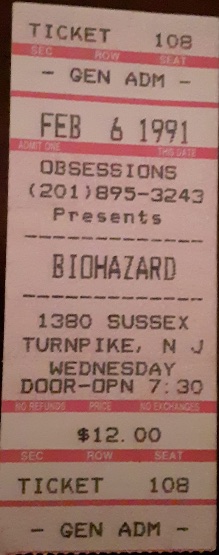 TICKET 108
SEC ROW SEAT
- GEN ADM -
FEB 6 1991
ADMIT ONE THIS DATE
OBSESSIONS
(201)895-3243
Presents
BIOHAZARD
1380 SUSSEX
TURNPIKE, N J
WEDNESDAY
DOOR-OPN 7:30
NO REFUNDS PRICE NO EXCHANGES
$12.00
SEC ROW SEAT
TICKET 108
- GEN ADM -